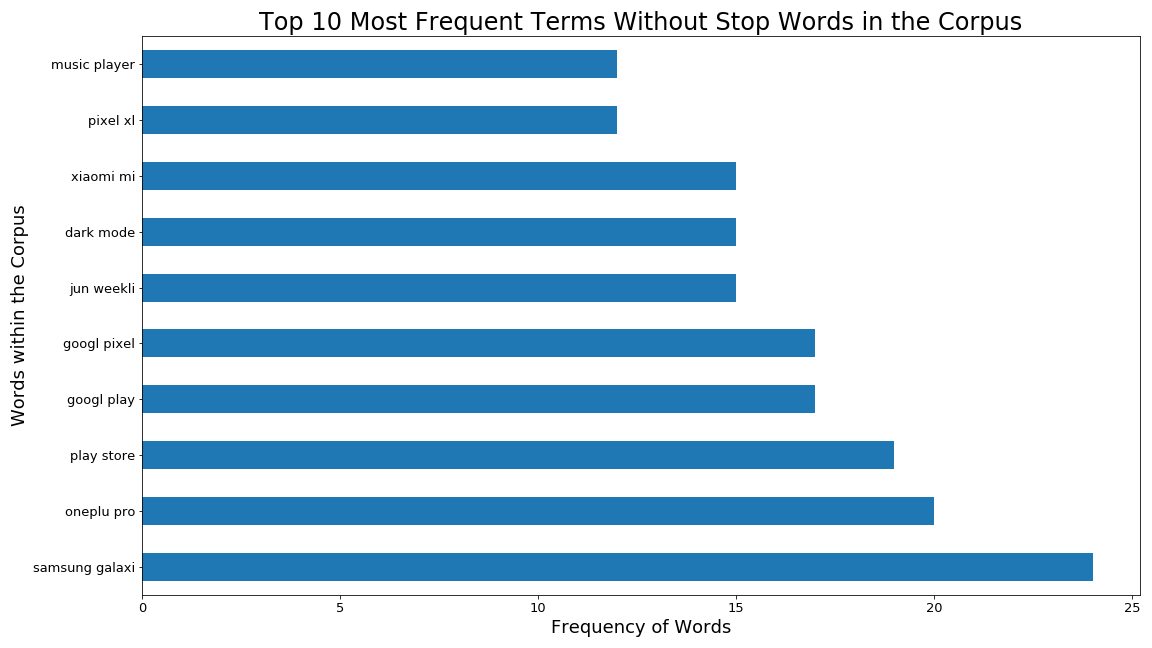 Top 10 Most Frequent Terms Without Stop Words in the Corpus
Words within the Corpus
music player
pixel xl
xiaomi mi
dark mode
jun weekli
googl pixel
googl play
play store
oneplu pro
samsung galaxi
0 5 10 15 20 25
Frequency of Words